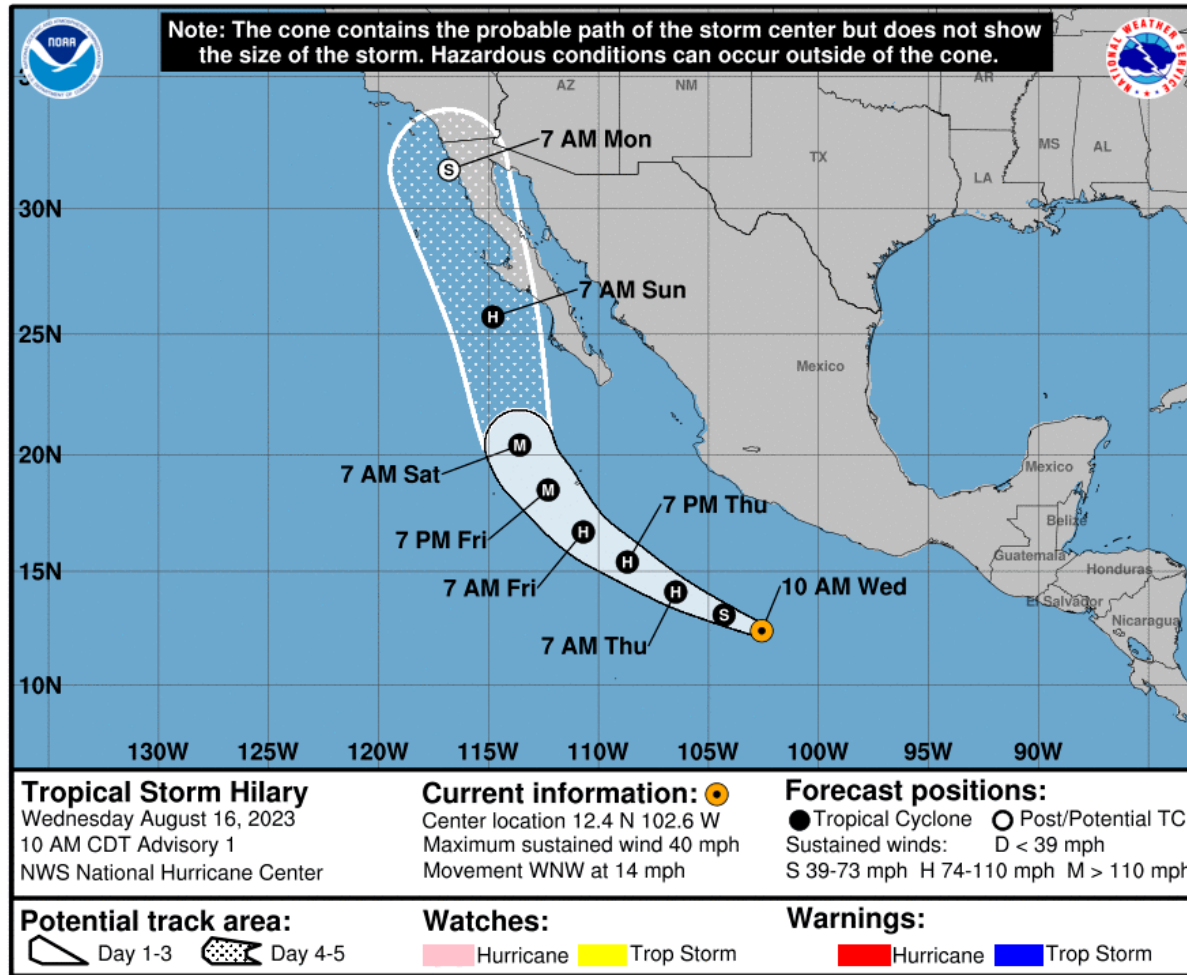 Note: The cone contains the probable path of the storm center but does not show
the size of the storm. Hazardous conditions can occur outside of the cone.
NOAA
NATIONAL WEATHER SERVICE
AZ
NM
AR
7 AM Mon
TX
MS
AL
LA
S
30N
7 AM Sun
H
25N
Mexico
M
20N
7 AM Sat
Mexico
M
7 PM Thu
7 PM Fri
H
Belize
H
Guatemala
15N
Honduras
7 AM Fri
H
10 AM Wed
El Salvador
S
Nicaragua
7 AM Thu
10N
130W 125W 120W 115W 110W 105W 100W 95W 90W
Tropical Storm Hilary
Wednesday August 16, 2023
10 AM CDT Advisory 1
NWS National Hurricane Center
Current information:
Center location 12.4 N 102.6 W
Maximum sustained wind 40 mph
Movement WNW at 14 mph
Forecast positions:
Tropical Cyclone Post/Potential TC
Sustained winds: D < 39 mph
S 39-73 mph H 74-110 mph M > 110 mph
Potential track area:
Day 1-3 Day 4-5
Watches:
Hurricane Trop Storm
Warnings:
Hurricane Trop Storm